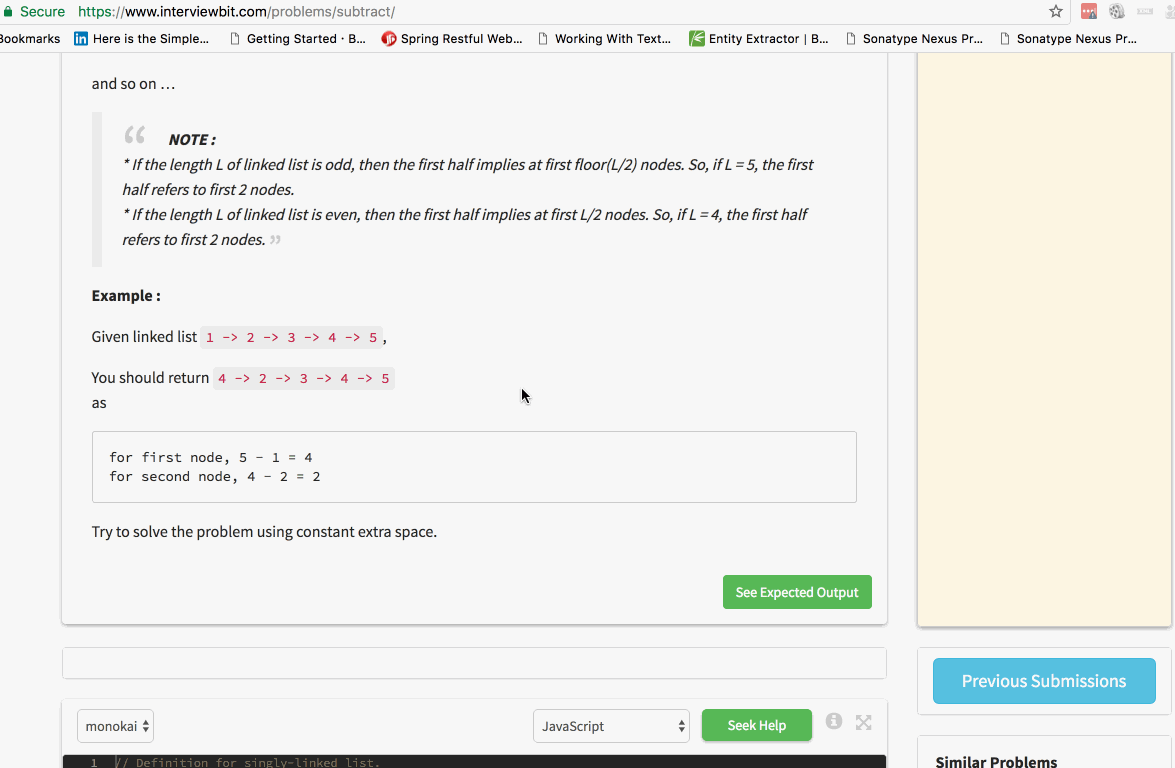 Secure https://www.interviewbit.com/problems/subtract/
Bookmarks Here is the Simple... Getting Started · B... Spring Restful Web... Working With Text... Entity Extractor | B... Sonatype Nexus Pr... Sonatype Nexus Pr...
and so on …
“ NOTE :
* If the length L of linked list is odd, then the first half implies at first floor(L/2) nodes. So, if L = 5, the first
half refers to first 2 nodes.
* If the length L of linked list is even, then the first half implies at first L/2 nodes. So, if L = 4, the first half
refers to first 2 nodes. ”
Example :
Given linked list 1 -> 2 -> 3 -> 4 -> 5 ,
You should return 4 -> 2 -> 3 -> 4 -> 5
as
for first node, 5 - 1 = 4
for second node, 4 - 2 = 2
Try to solve the problem using constant extra space.
See Expected Output
Previous Submissions
monokai JavaScript Seek Help
Similar Problems
1 // Definition for singly-linked list.